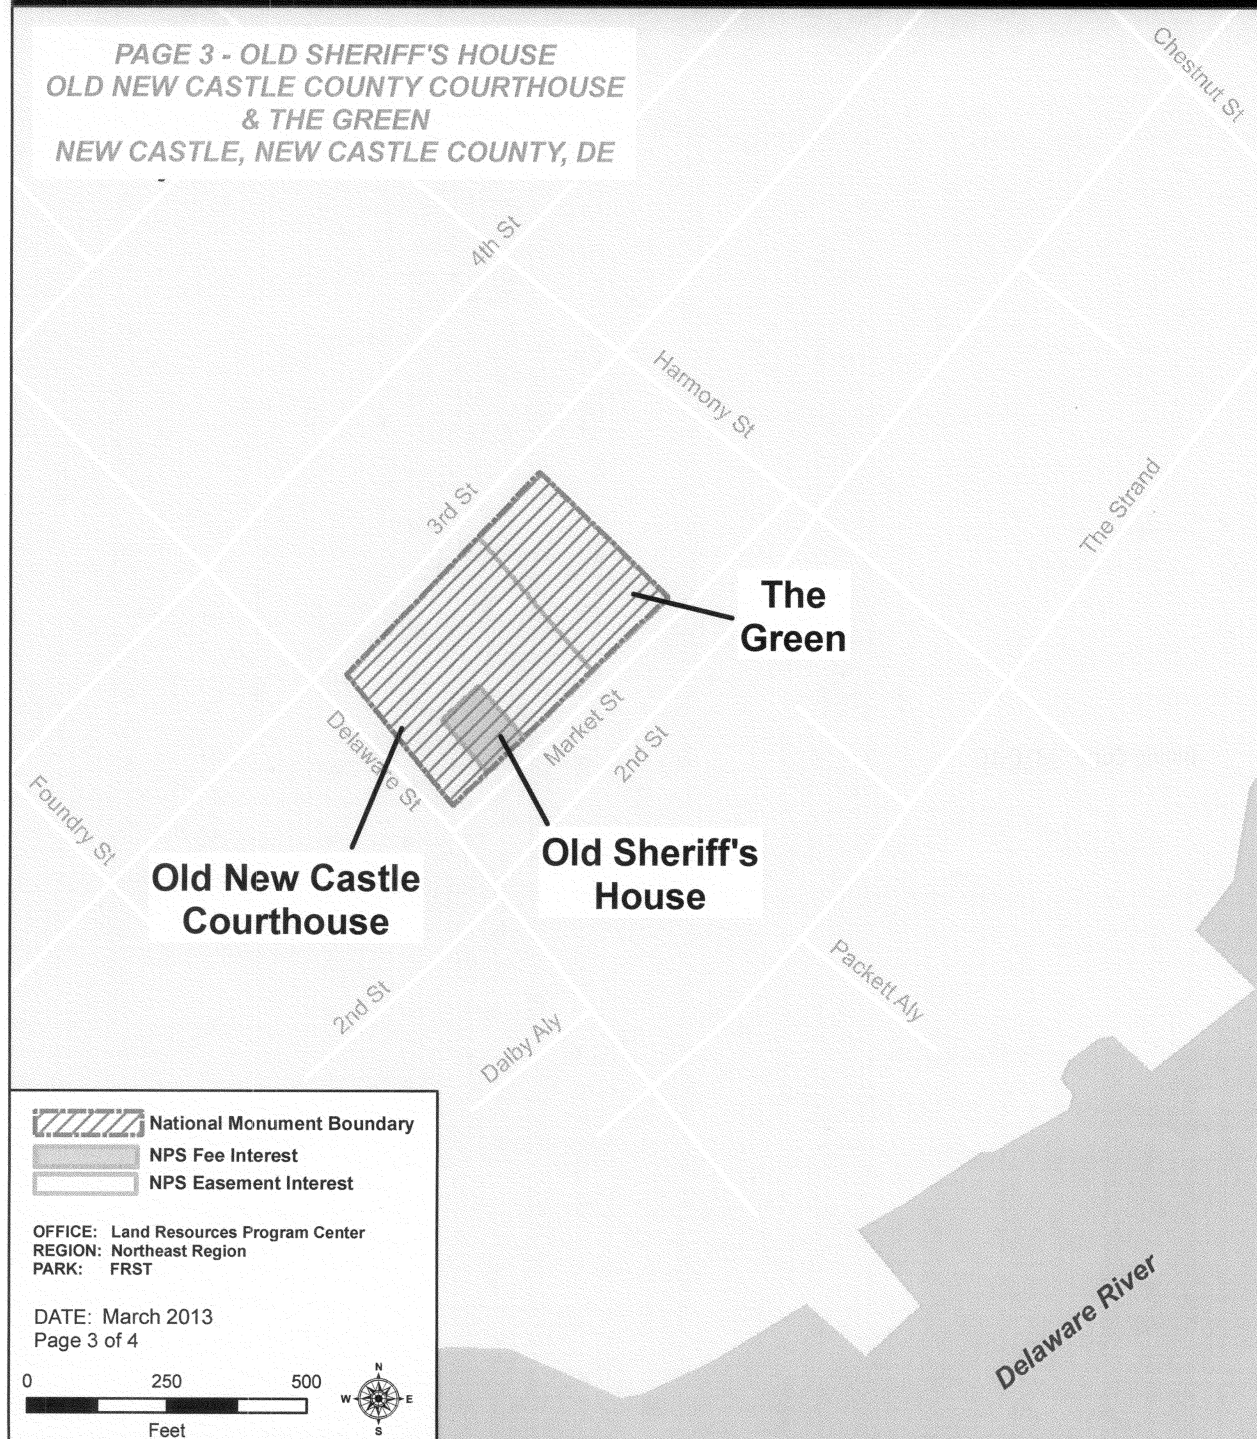 PAGE 3 - OLD SHERIFF'S HOUSE
OLD NEW CASTLE COUNTY COURTHOUSE
& THE GREEN
NEW CASTLE, NEW CASTLE COUNTY, DE
Chestnut St
4th St
Harmony St
3rd St
The Strand
The
Green
Delaware St
Market St
2nd St
Foundry St
Old Sheriff's
House
Old New Castle
Courthouse
Packett Aly
2nd St
Dalby Aly
National Monument Boundary
NPS Fee Interest
NPS Easement Interest
OFFICE: Land Resources Program Center
REGION: Northeast Region
PARK: FRST
DATE: March 2013
Page 3 of 4
0 250 500
Feet
N
W E
S
Delaware River